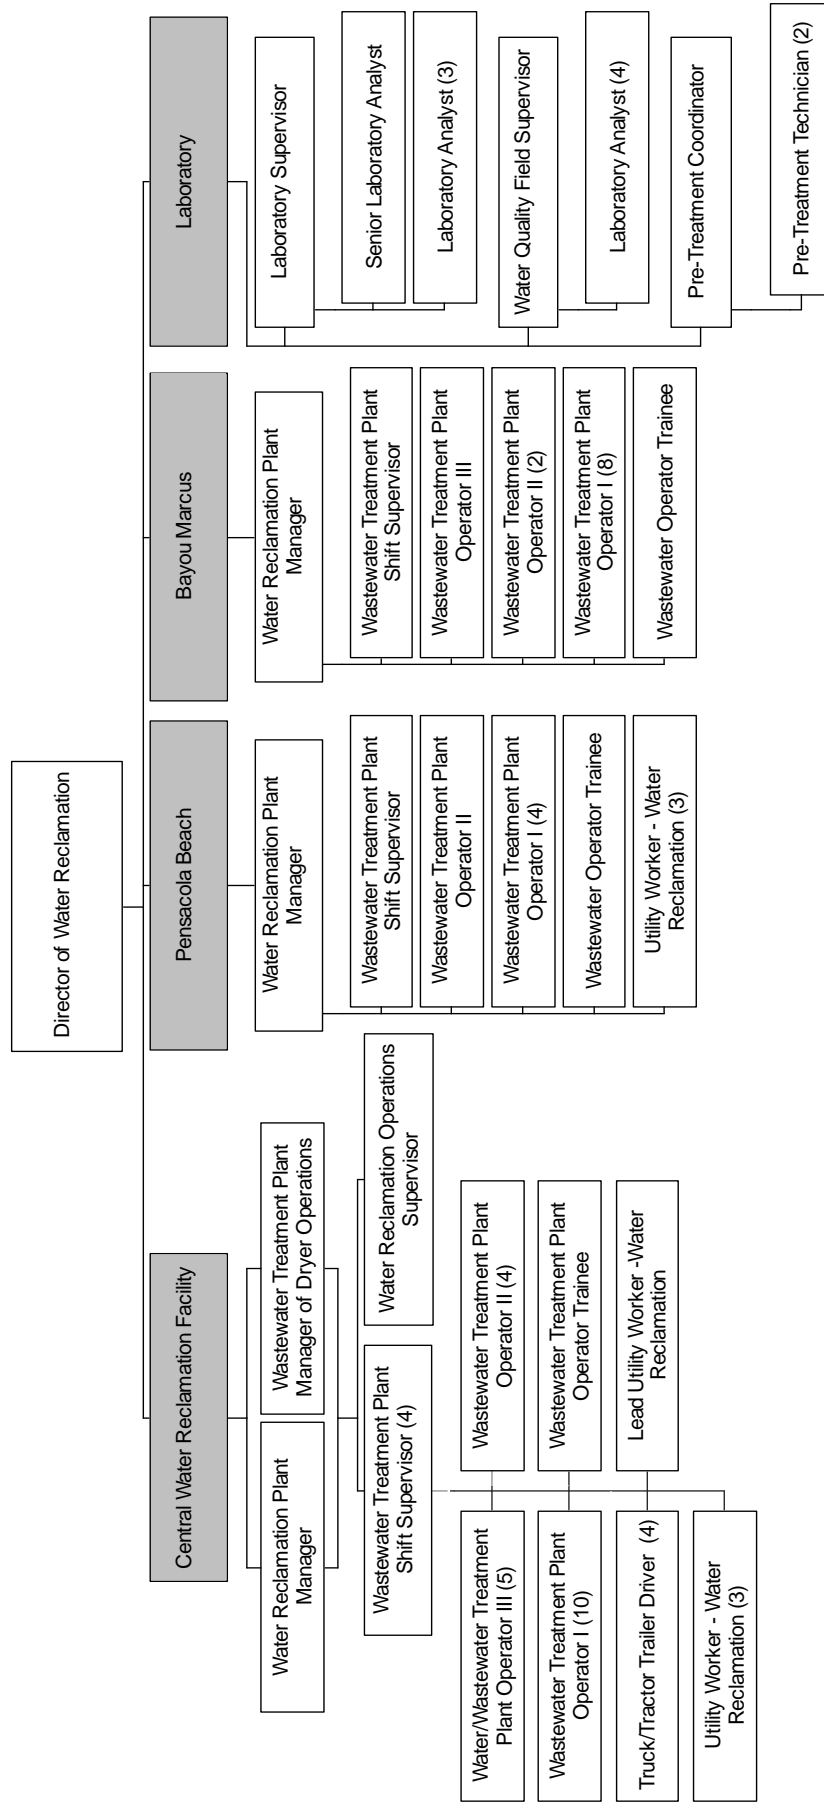 Director of Water Reclamation
Central Water Reclamation Facility
Water Reclamation Plant
Manager
Wastewater Treatment Plant
Manager of Dryer Operations
Wastewater Treatment Plant
Shift Supervisor (4)
Water Reclamation Operations
Supervisor
Water/Wastewater Treatment
Plant Operator III (5)
Wastewater Treatment Plant
Operator II (4)
Wastewater Treatment Plant
Operator I (10)
Wastewater Treatment Plant
Operator Trainee
Truck/Tractor Trailer Driver (4)
Lead Utility Worker -Water
Reclamation
Utility Worker - Water
Reclamation (3)
Pensacola Beach
Water Reclamation Plant
Manager
Wastewater Treatment Plant
Shift Supervisor
Wastewater Treatment Plant
Operator II
Wastewater Treatment Plant
Operator I (4)
Wastewater Operator Trainee
Utility Worker - Water
Reclamation (3)
Bayou Marcus
Water Reclamation Plant
Manager
Wastewater Treatment Plant
Shift Supervisor
Wastewater Treatment Plant
Operator III
Wastewater Treatment Plant
Operator II (2)
Wastewater Treatment Plant
Operator I (8)
Wastewater Operator Trainee
Laboratory
Laboratory Supervisor
Senior Laboratory Analyst
Laboratory Analyst (3)
Water Quality Field Supervisor
Laboratory Analyst (4)
Pre-Treatment Coordinator
Pre-Treatment Technician (2)